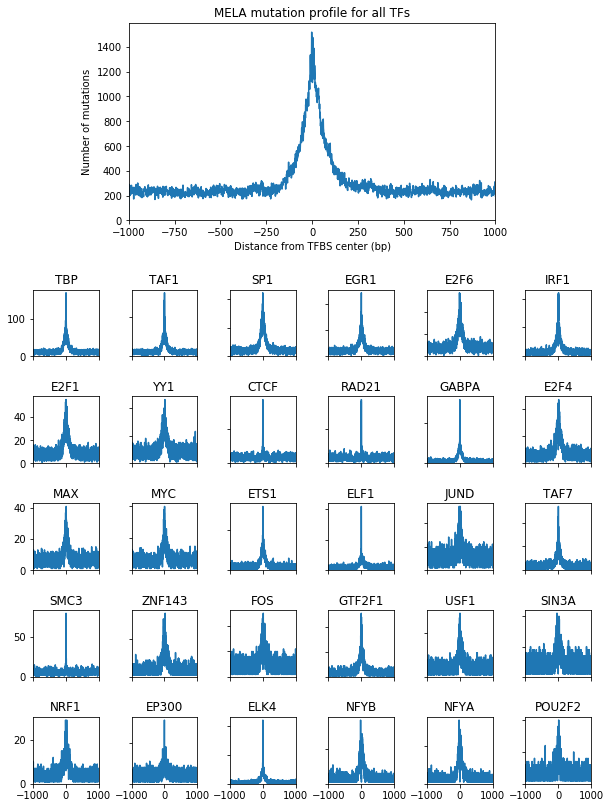 MELA mutation profile for all TFs
1400
1200
1000
800
600
400
200
0
Number of mutations
−1000 −750 −500 −250 0 250 500 750 1000
Distance from TFBS center (bp)
TBP TAF1 SP1 EGR1 E2F6 IRF1
100
0
E2F1 YY1 CTCF RAD21 GABPA E2F4
40
20
0
MAX MYC ETS1 ELF1 JUND TAF7
40
20
0
SMC3 ZNF143 FOS GTF2F1 USF1 SIN3A
50
0
NRF1 EP300 ELK4 NFYB NFYA POU2F2
20
0
−1000 0 1000 −1000 0 1000 −1000 0 1000 −1000 0 1000 −1000 0 1000 −1000 0 1000